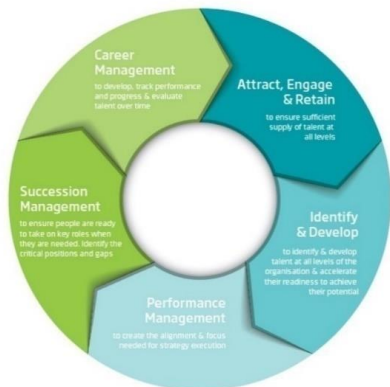 Career
Management
to develop, track performance
and progress & evaluate
talent over time
Attract, Engage
& Retain
to ensure sufficient
supply of talent at
all levels
Identify
& Develop
to identify & develop
talent at all levels of the
organisation & accelerate
their readiness to achieve
their potential
Performance
Management
to create the alignment & focus
needed for strategy execution
Succession
Management
to ensure people are ready
to take on key roles when
they are needed. Identify the
critical positions and gaps